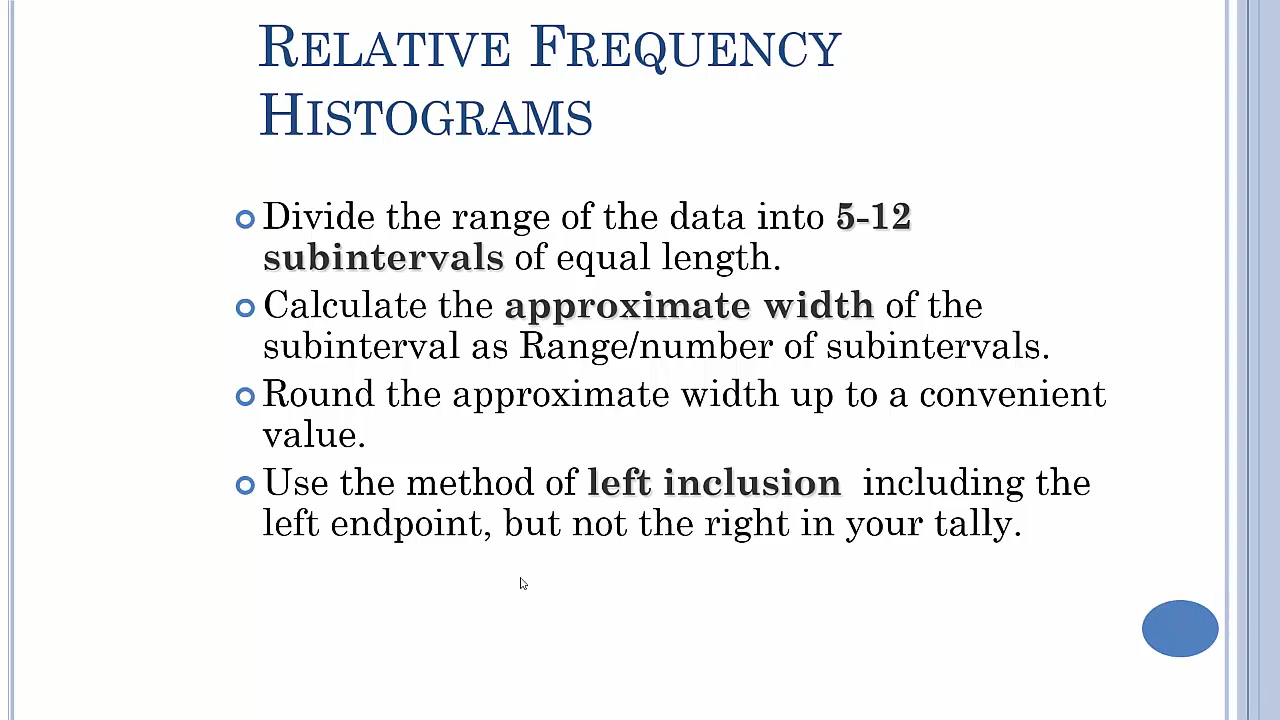 RELATIVE FREQUENCY
HISTOGRAMS
Divide the range of the data into 5-12
subintervals of equal length.
Calculate the approximate width of the
subinterval as Range/number of subintervals.
Round the approximate width up to a convenient
value.
Use the method of left inclusion including the
left endpoint, but not the right in your tally.